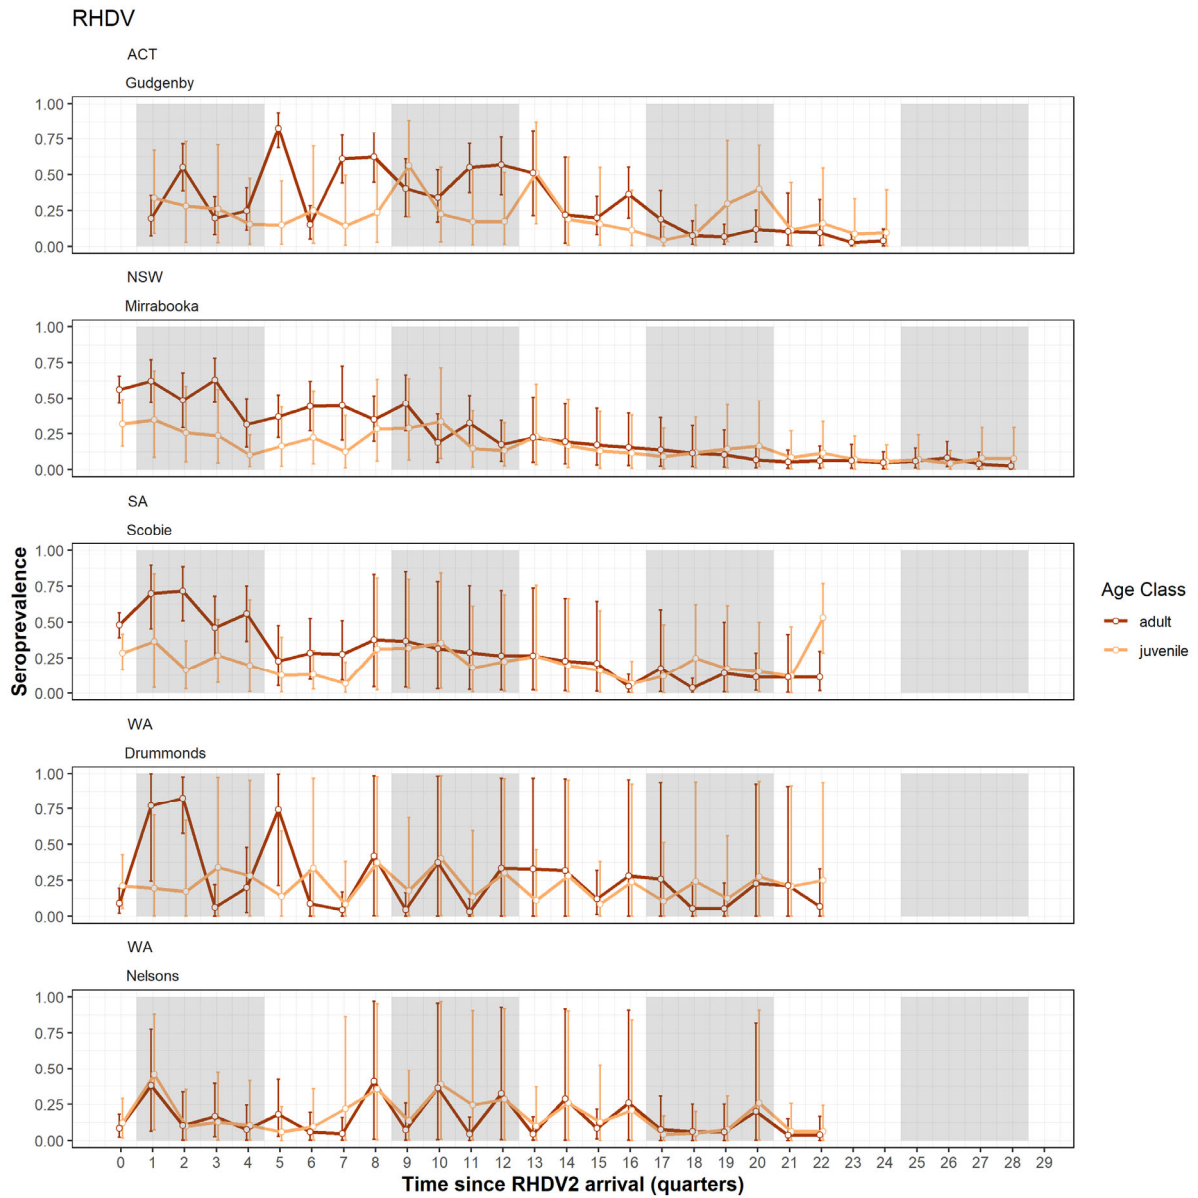 RHDV
ACT
Gudgenby
1.00
0.75
0.50
0.25
0.00
NSW
Mirrabooka
1.00
0.75
0.50
0.25
0.00
SA
Scobie
1.00
0.75
0.50
0.25
0.00
WA
Drummonds
1.00
0.75
0.50
0.25
0.00
WA
Nelsons
1.00
0.75
0.50
0.25
0.00
Seroprevalence
0 1 2 3 4 5 6 7 8 9 10 11 12 13 14 15 16 17 18 19 20 21 22 23 24 25 26 27 28 29
Time since RHDV2 arrival (quarters)
Age Class
adult
juvenile